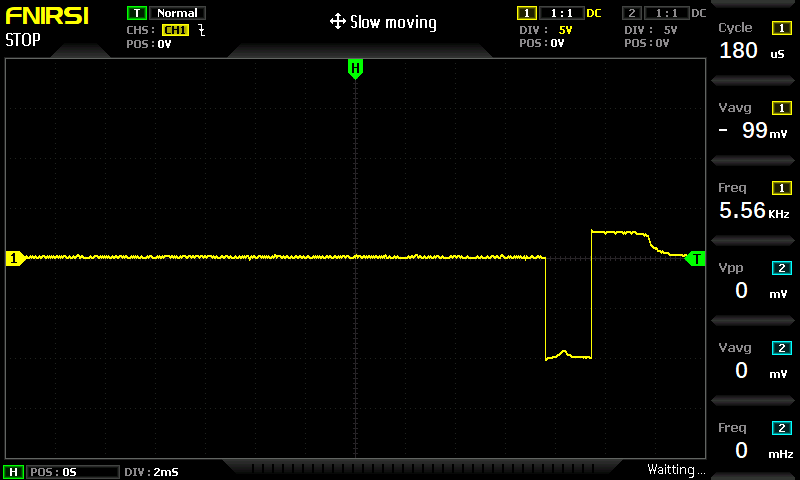 FNIRSI
STOP
T Normal
CHS: CH1
POS: 0V
Slow moving
1 1:1 DC
DIV: 5V
POS: 0V
2 1:1 DC
DIV: 5V
POS: 0V
H
1
T
Cycle 1
180 uS
Vavg 1
- 99 mV
Freq 1
5.56 KHz
Vpp 2
0 mV
Vavg 2
0 mV
Freq 2
0 mHz
H POS: 0S DIV: 2mS
Waitting...